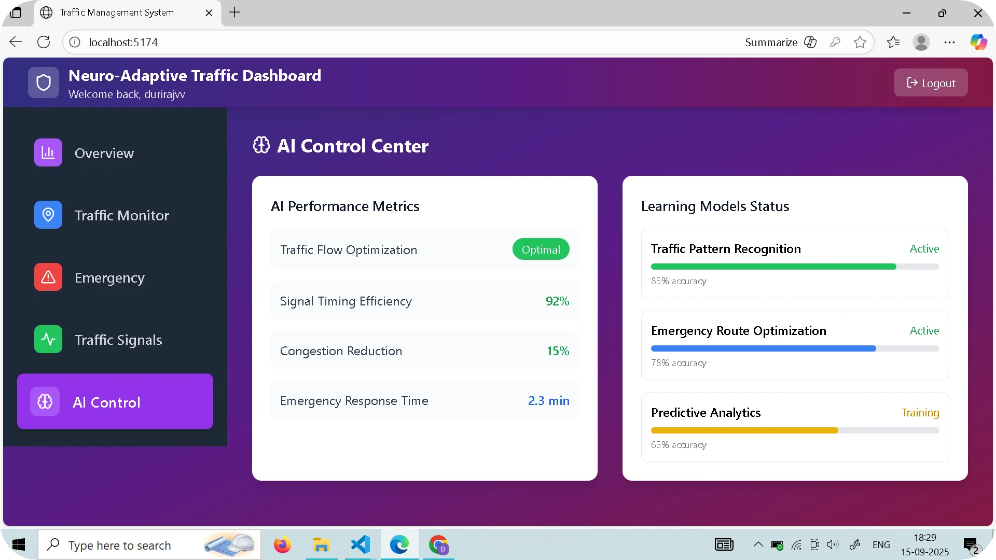 Traffic Management System
localhost:5174
Summarize
Neuro-Adaptive Traffic Dashboard
Welcome back, durirajvv
Logout
Overview
Traffic Monitor
Emergency
Traffic Signals
AI Control
AI Control Center
AI Performance Metrics
Traffic Flow Optimization Optimal
Signal Timing Efficiency 92%
Congestion Reduction 15%
Emergency Response Time 2.3 min
Learning Models Status
Traffic Pattern Recognition Active
85% accuracy
Emergency Route Optimization Active
78% accuracy
Predictive Analytics Training
65% accuracy
Type here to search
ENG
18:29
15-09-2025
2
D